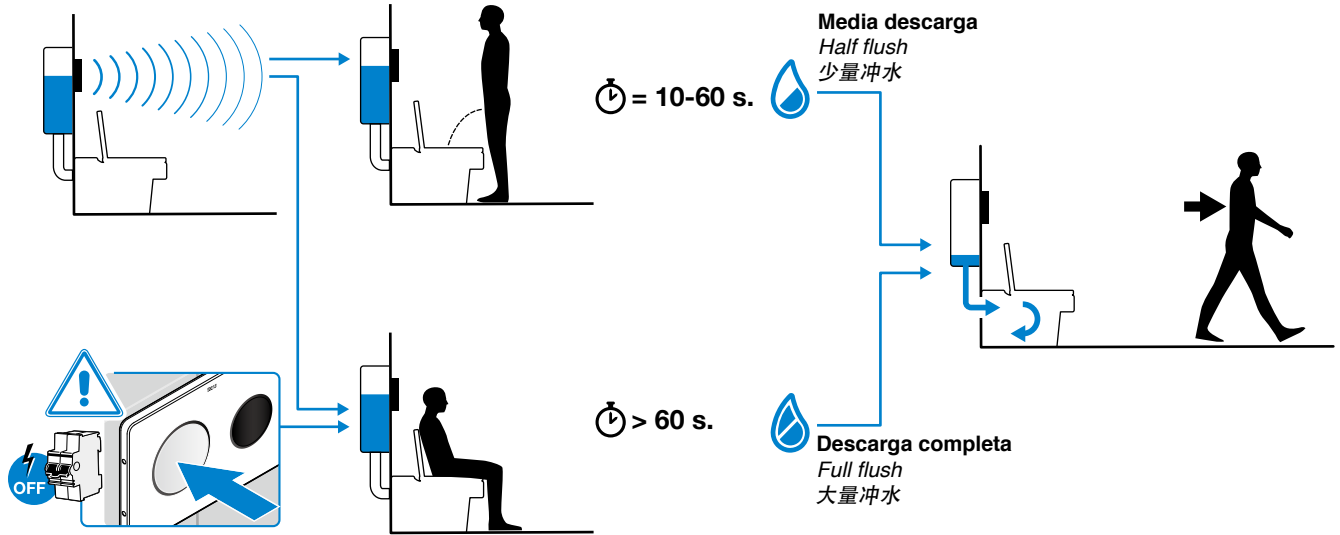 Media descarga
Half flush
少量冲水
= 10-60 s.
> 60 s.
Descarga completa
Full flush
大量冲水
OFF